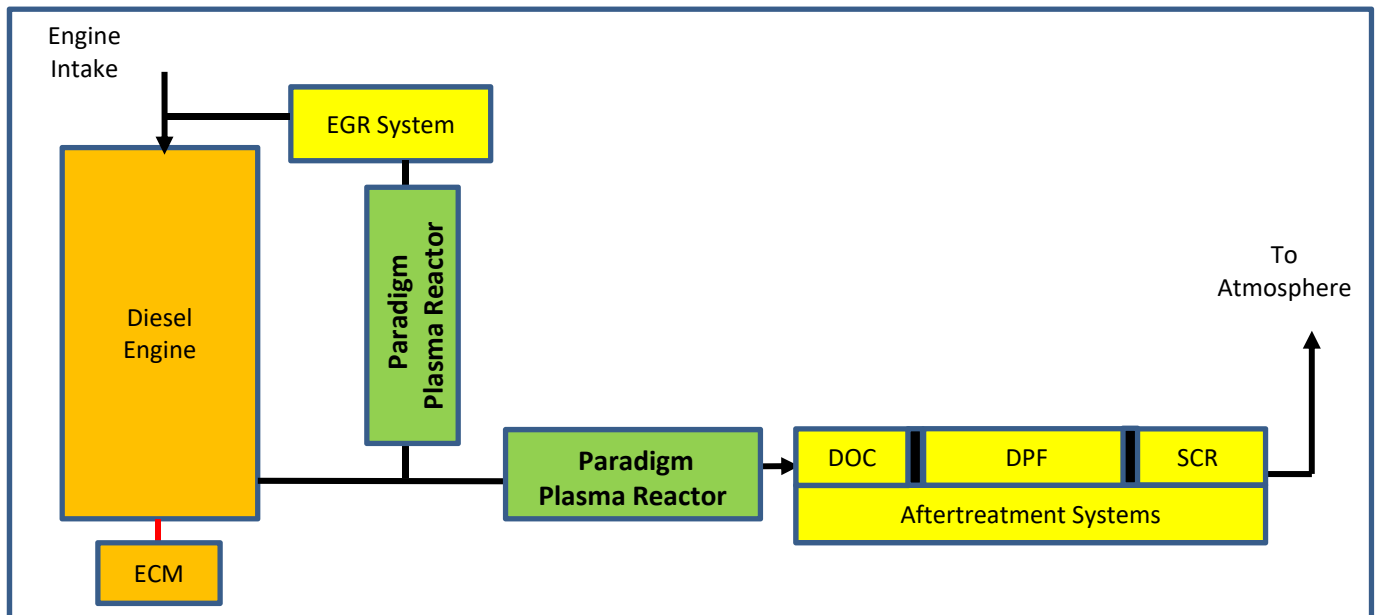 Engine
Intake
EGR System
Paradigm
Plasma Reactor
To
Atmosphere
Diesel
Engine
Paradigm
Plasma Reactor
DOC
DPF
SCR
Aftertreatment Systems
ECM